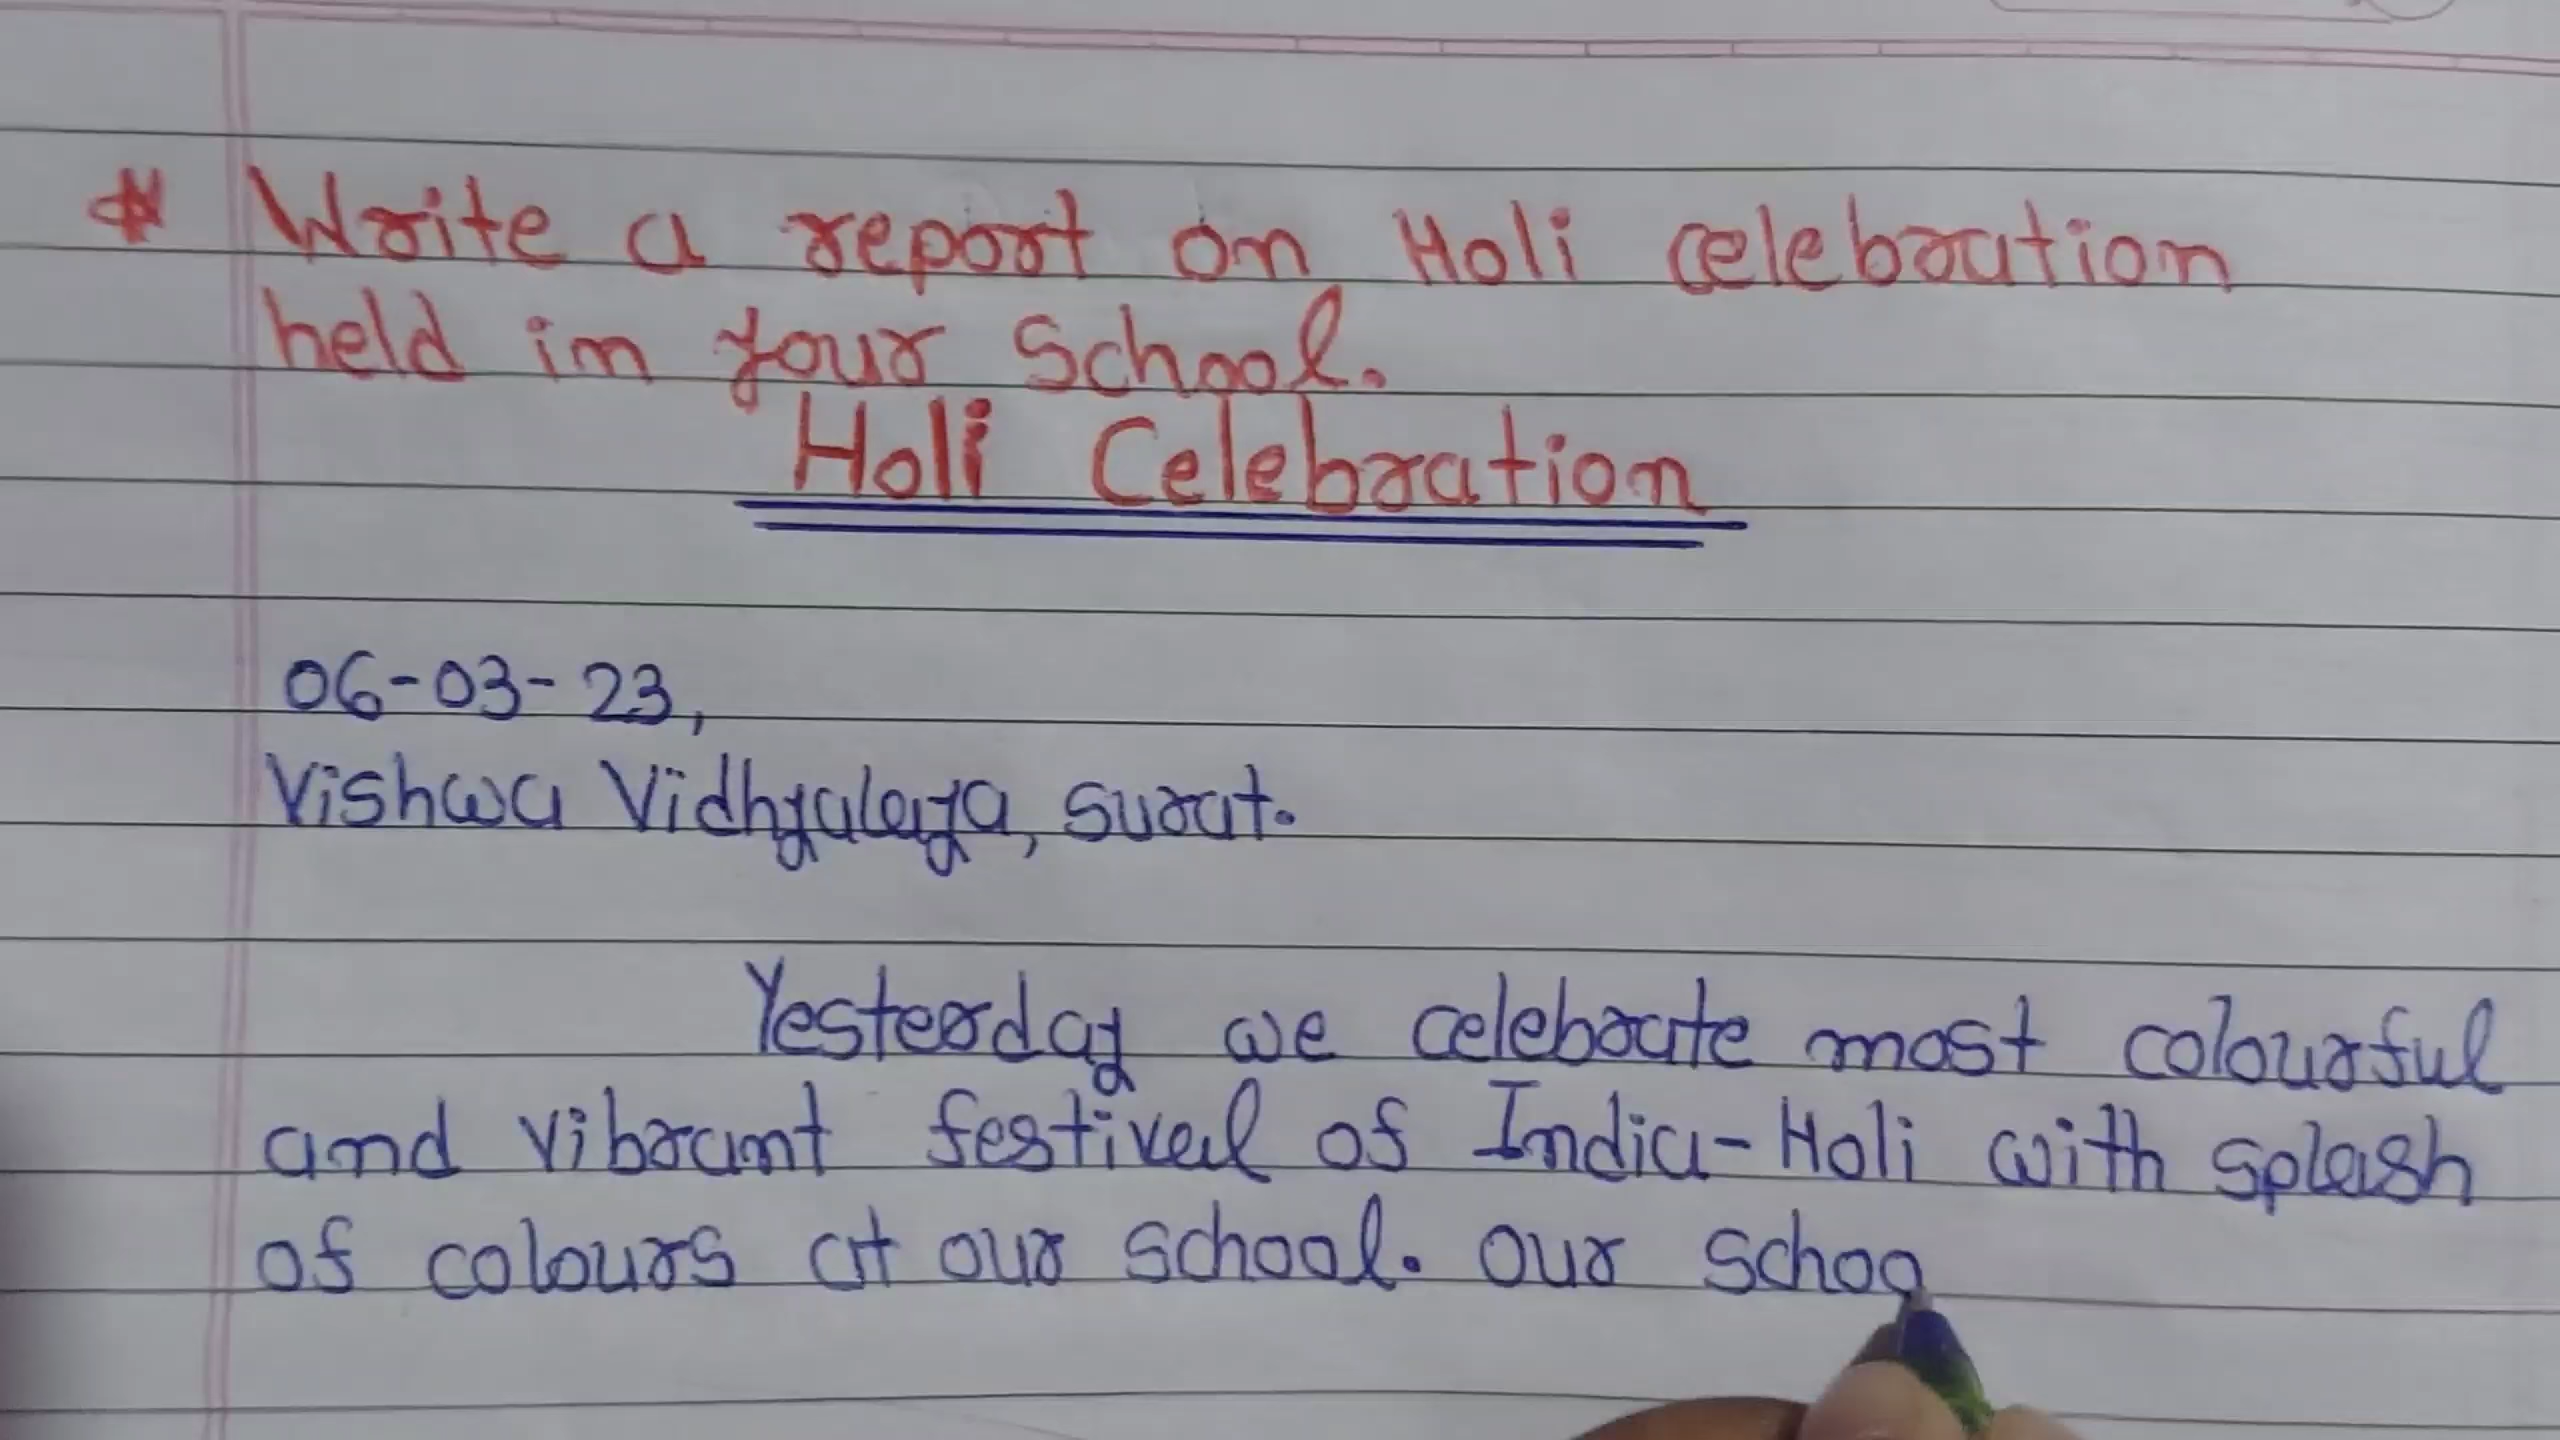 * Write a report on Holi celebration
held in your School.
Holi Celebration
06-03-23,
Vishwa Vidhyalaya, Surat.
Yesterday we celebrate most colourful
and vibrant festival of India-Holi with splash
of colours at our school. Our schoo